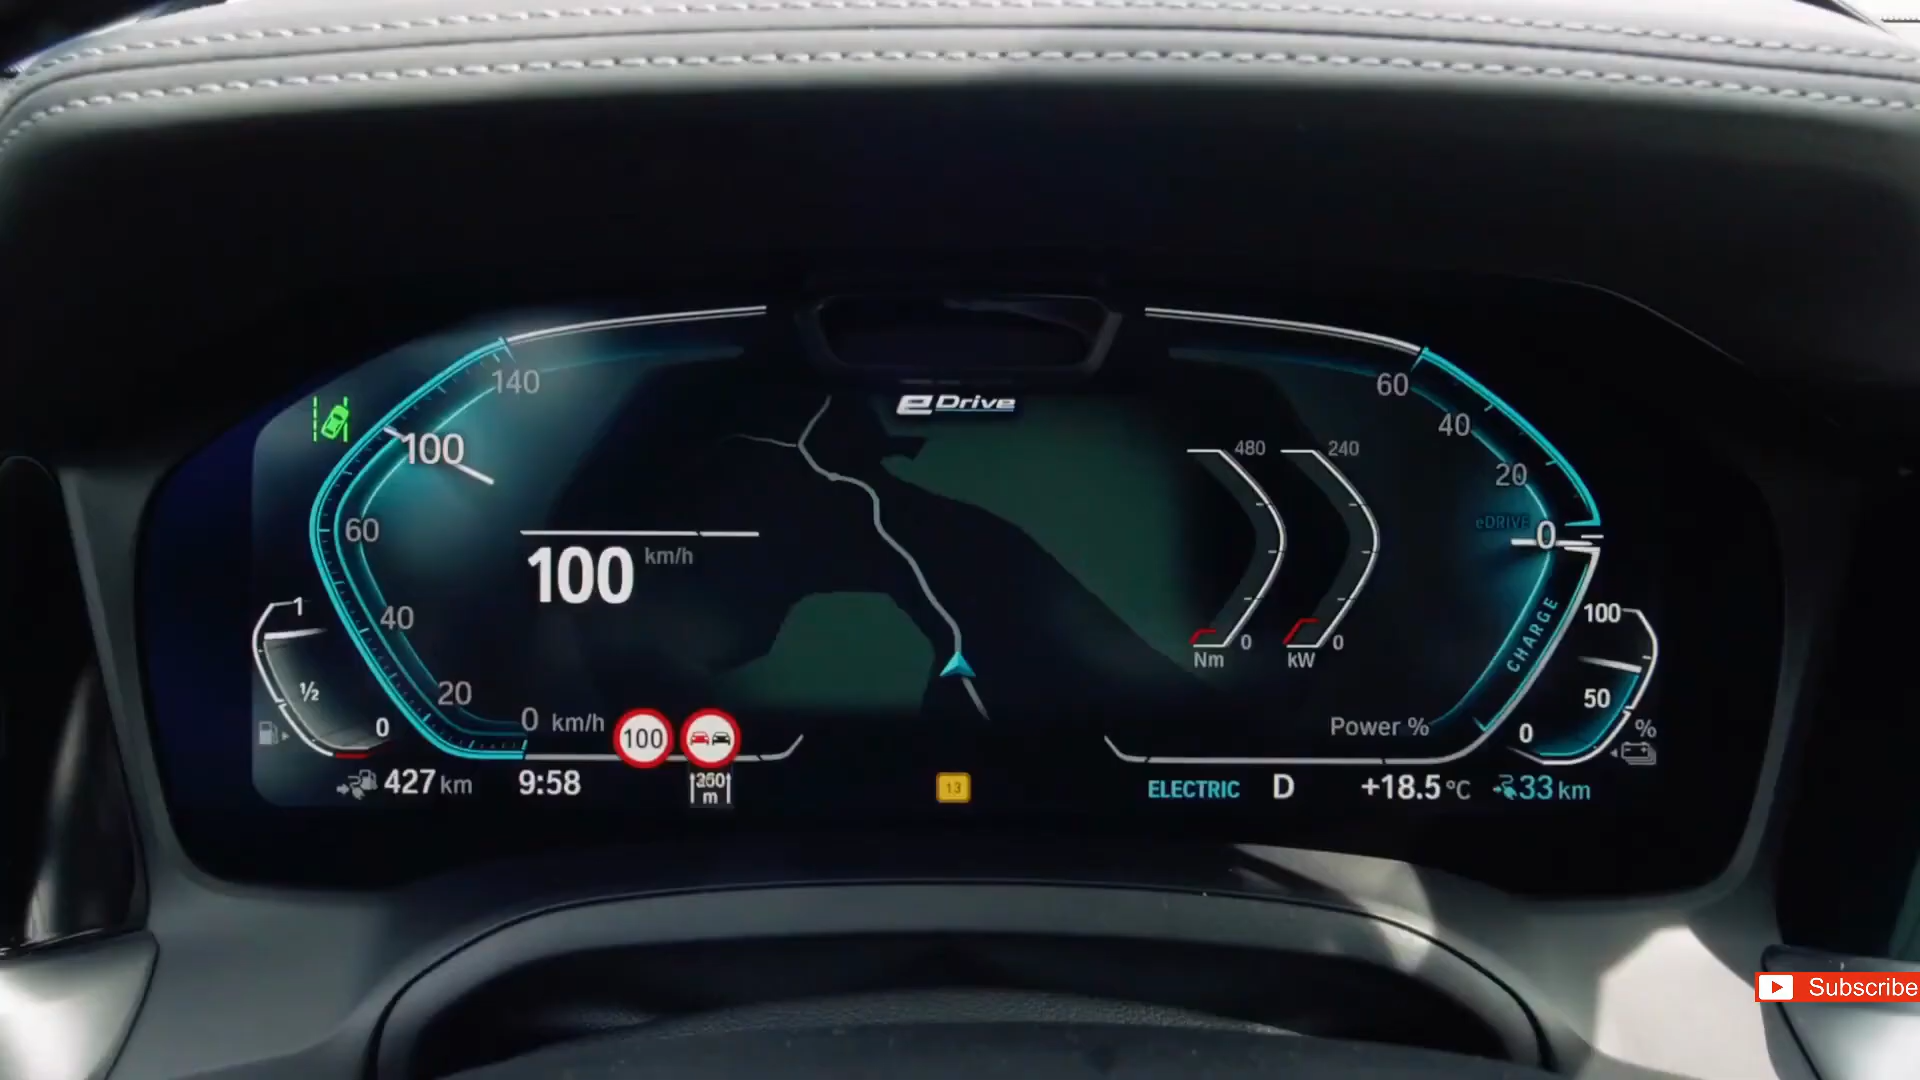 eDrive
140
100
60
40
20
0 km/h
100 km/h
1
1/2
0
480
0
Nm
240
0
kW
60
40
20
eDRIVE
0
CHARGE
Power %
100
50
0
%
100
260
m
427 km
9:58
13
ELECTRIC D
+18.5 °C
33 km
Subscribe